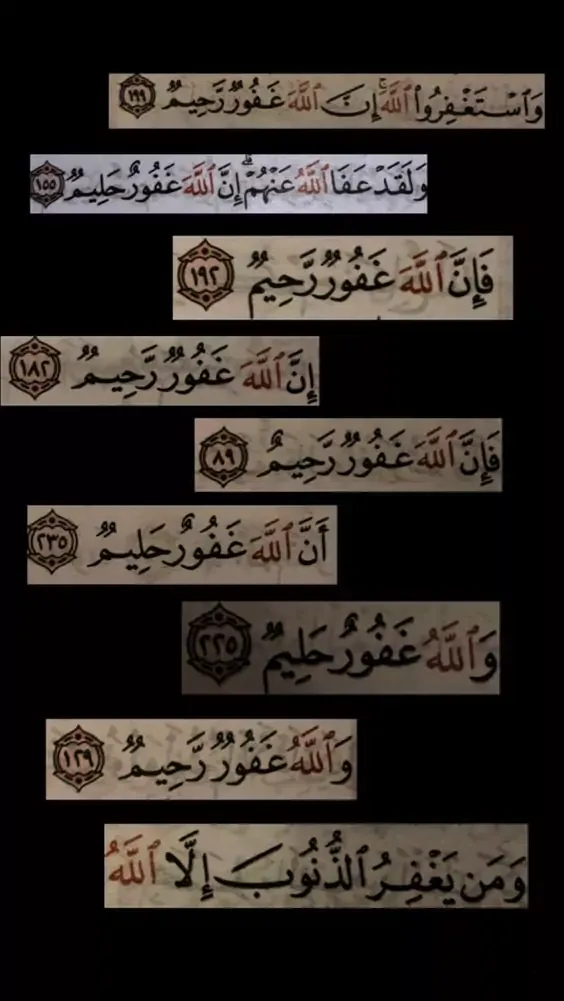 وَٱسۡتَغۡفِرُواْ ٱللَّهَۚ إِنَّ ٱللَّهَ غَفُورٞ رَّحِيمٞ ١٩٩
وَلَقَدۡ عَفَا ٱللَّهُ عَنۡهُمۡۗ إِنَّ ٱللَّهَ غَفُورٌ حَلِيمٞ ١٥٥
فَإِنَّ ٱللَّهَ غَفُورٞ رَّحِيمٞ ١٩٢
إِنَّ ٱللَّهَ غَفُورٞ رَّحِيمٞ ١٨٢
فَإِنَّ ٱللَّهَ غَفُورٞ رَّحِيمٌ ٨٩
أَنَّ ٱللَّهَ غَفُورٌ حَلِيمٞ ٢٣٥
وَٱللَّهُ غَفُورٌ حَلِيمٞ ٢٢٥
وَٱللَّهُ غَفُورٞ رَّحِيمٞ ١٢٩
وَمَن يَغۡفِرُ ٱلذُّنُوبَ إِلَّا ٱللَّهُ